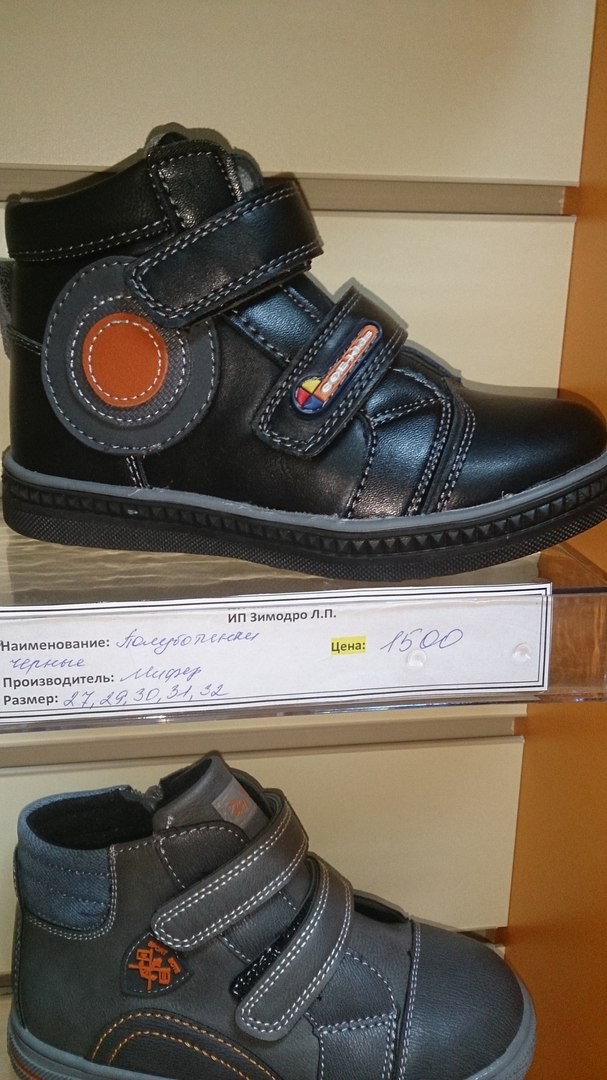 ИП Зимодро Л.П.
Наименование: Полуботинки Цена: 1500
черные
Производитель: Мифер
Размер: 27, 29, 30, 31, 32